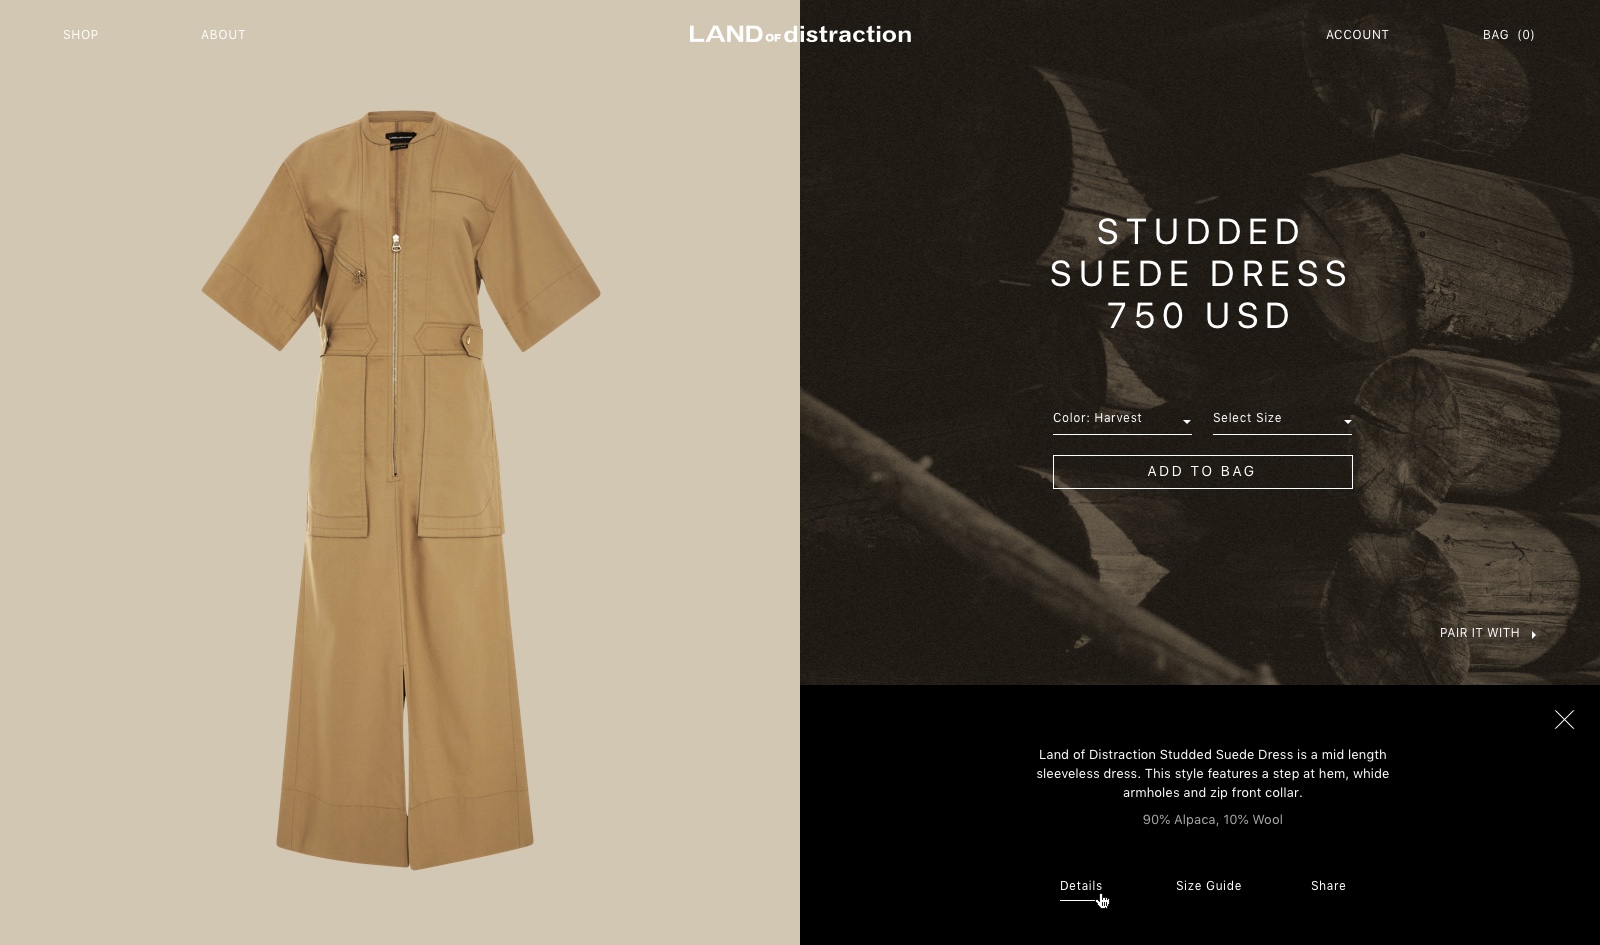 SHOP
ABOUT
LAND OF distraction
ACCOUNT
BAG (0)
STUDDED
SUEDE DRESS
750 USD
Color: Harvest
Select Size
ADD TO BAG
PAIR IT WITH
Land of Distraction Studded Suede Dress is a mid length
sleeveless dress. This style features a step at hem, whide
armholes and zip front collar.
90% Alpaca, 10% Wool
Details
Size Guide
Share